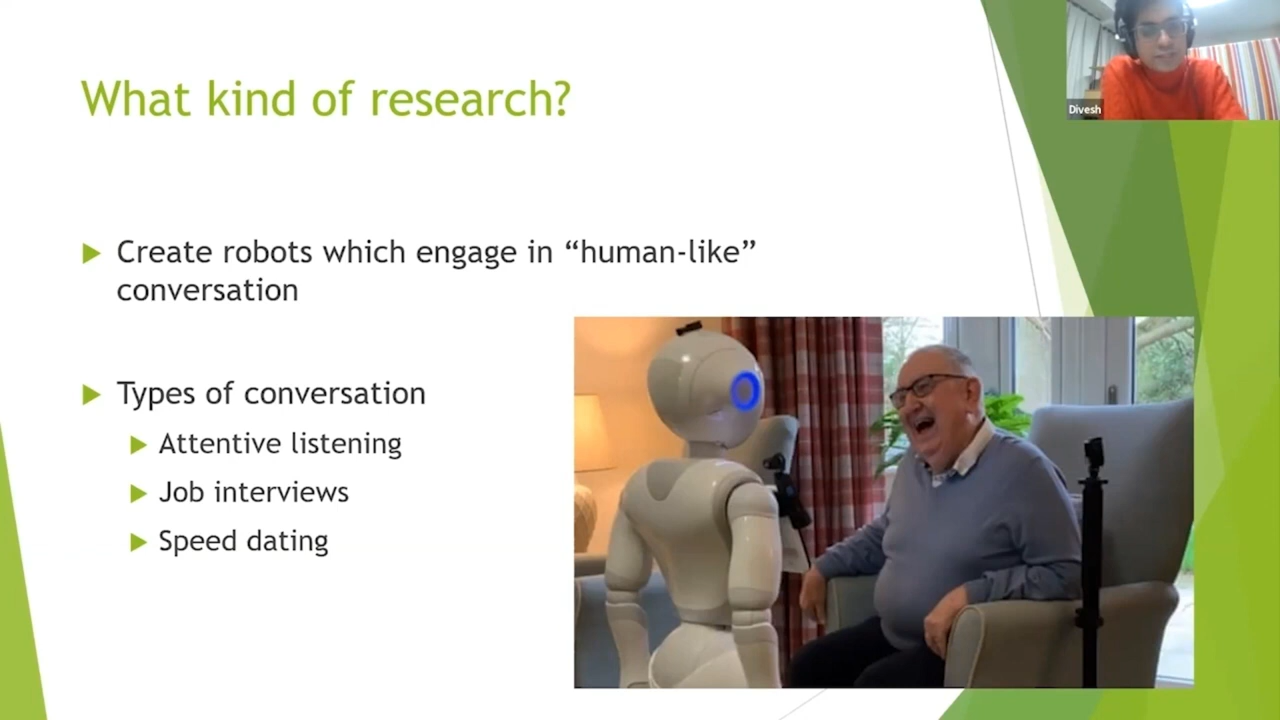 What kind of research?
Divesh
Create robots which engage in “human-like”
conversation
Types of conversation
Attentive listening
Job interviews
Speed dating